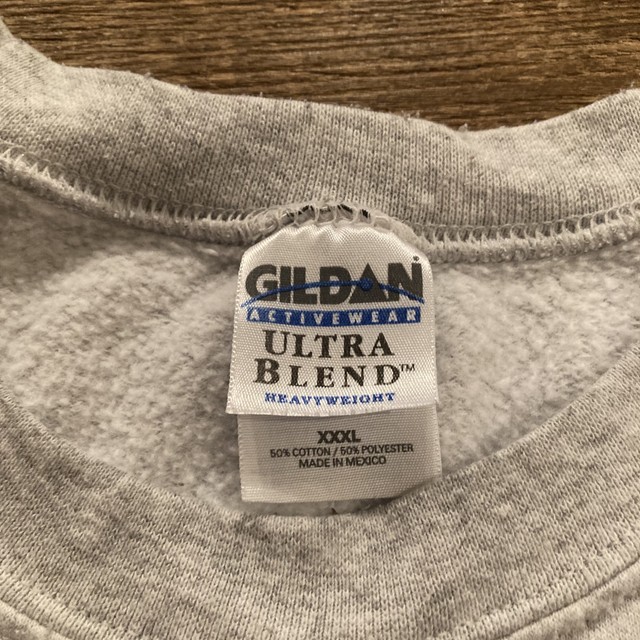 GILDAN®
ACTIVEWEAR
ULTRA
BLEND™
HEAVYWEIGHT
XXXL
50% COTTON / 50% POLYESTER
MADE IN MEXICO